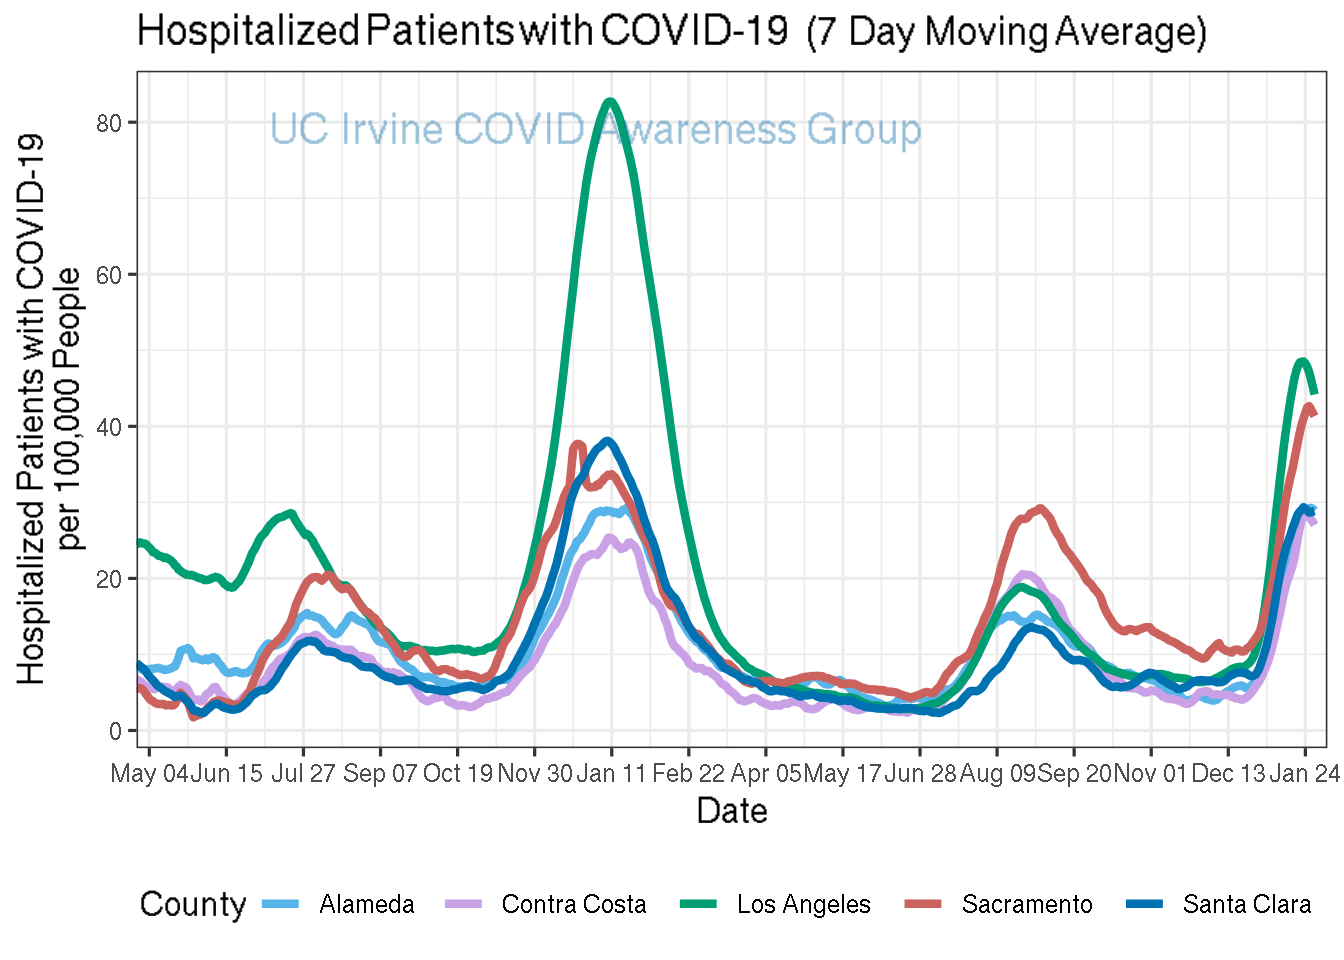 Hospitalized Patients with COVID-19 (7 Day Moving Average)
UC Irvine COVID Awareness Group
Hospitalized Patients with COVID-19
per 100,000 People
80
60
40
20
0
May 04 Jun 15 Jul 27 Sep 07 Oct 19 Nov 30 Jan 11 Feb 22 Apr 05 May 17 Jun 28 Aug 09 Sep 20 Nov 01 Dec 13 Jan 24
Date
County Alameda Contra Costa Los Angeles Sacramento Santa Clara